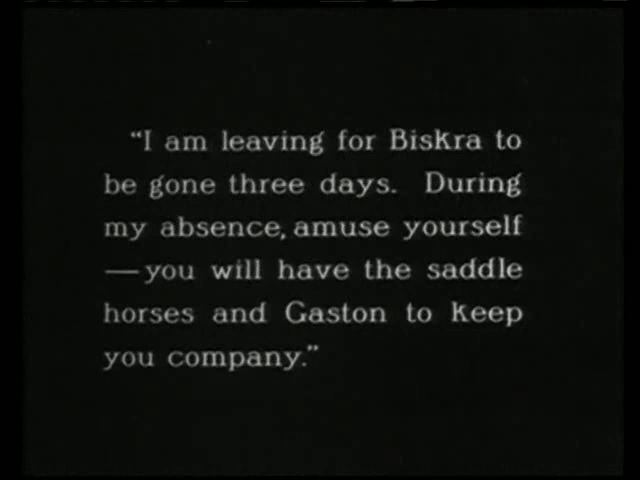 “I am leaving for Biskra to
be gone three days. During
my absence, amuse yourself
—you will have the saddle
horses and Gaston to keep
you company.”